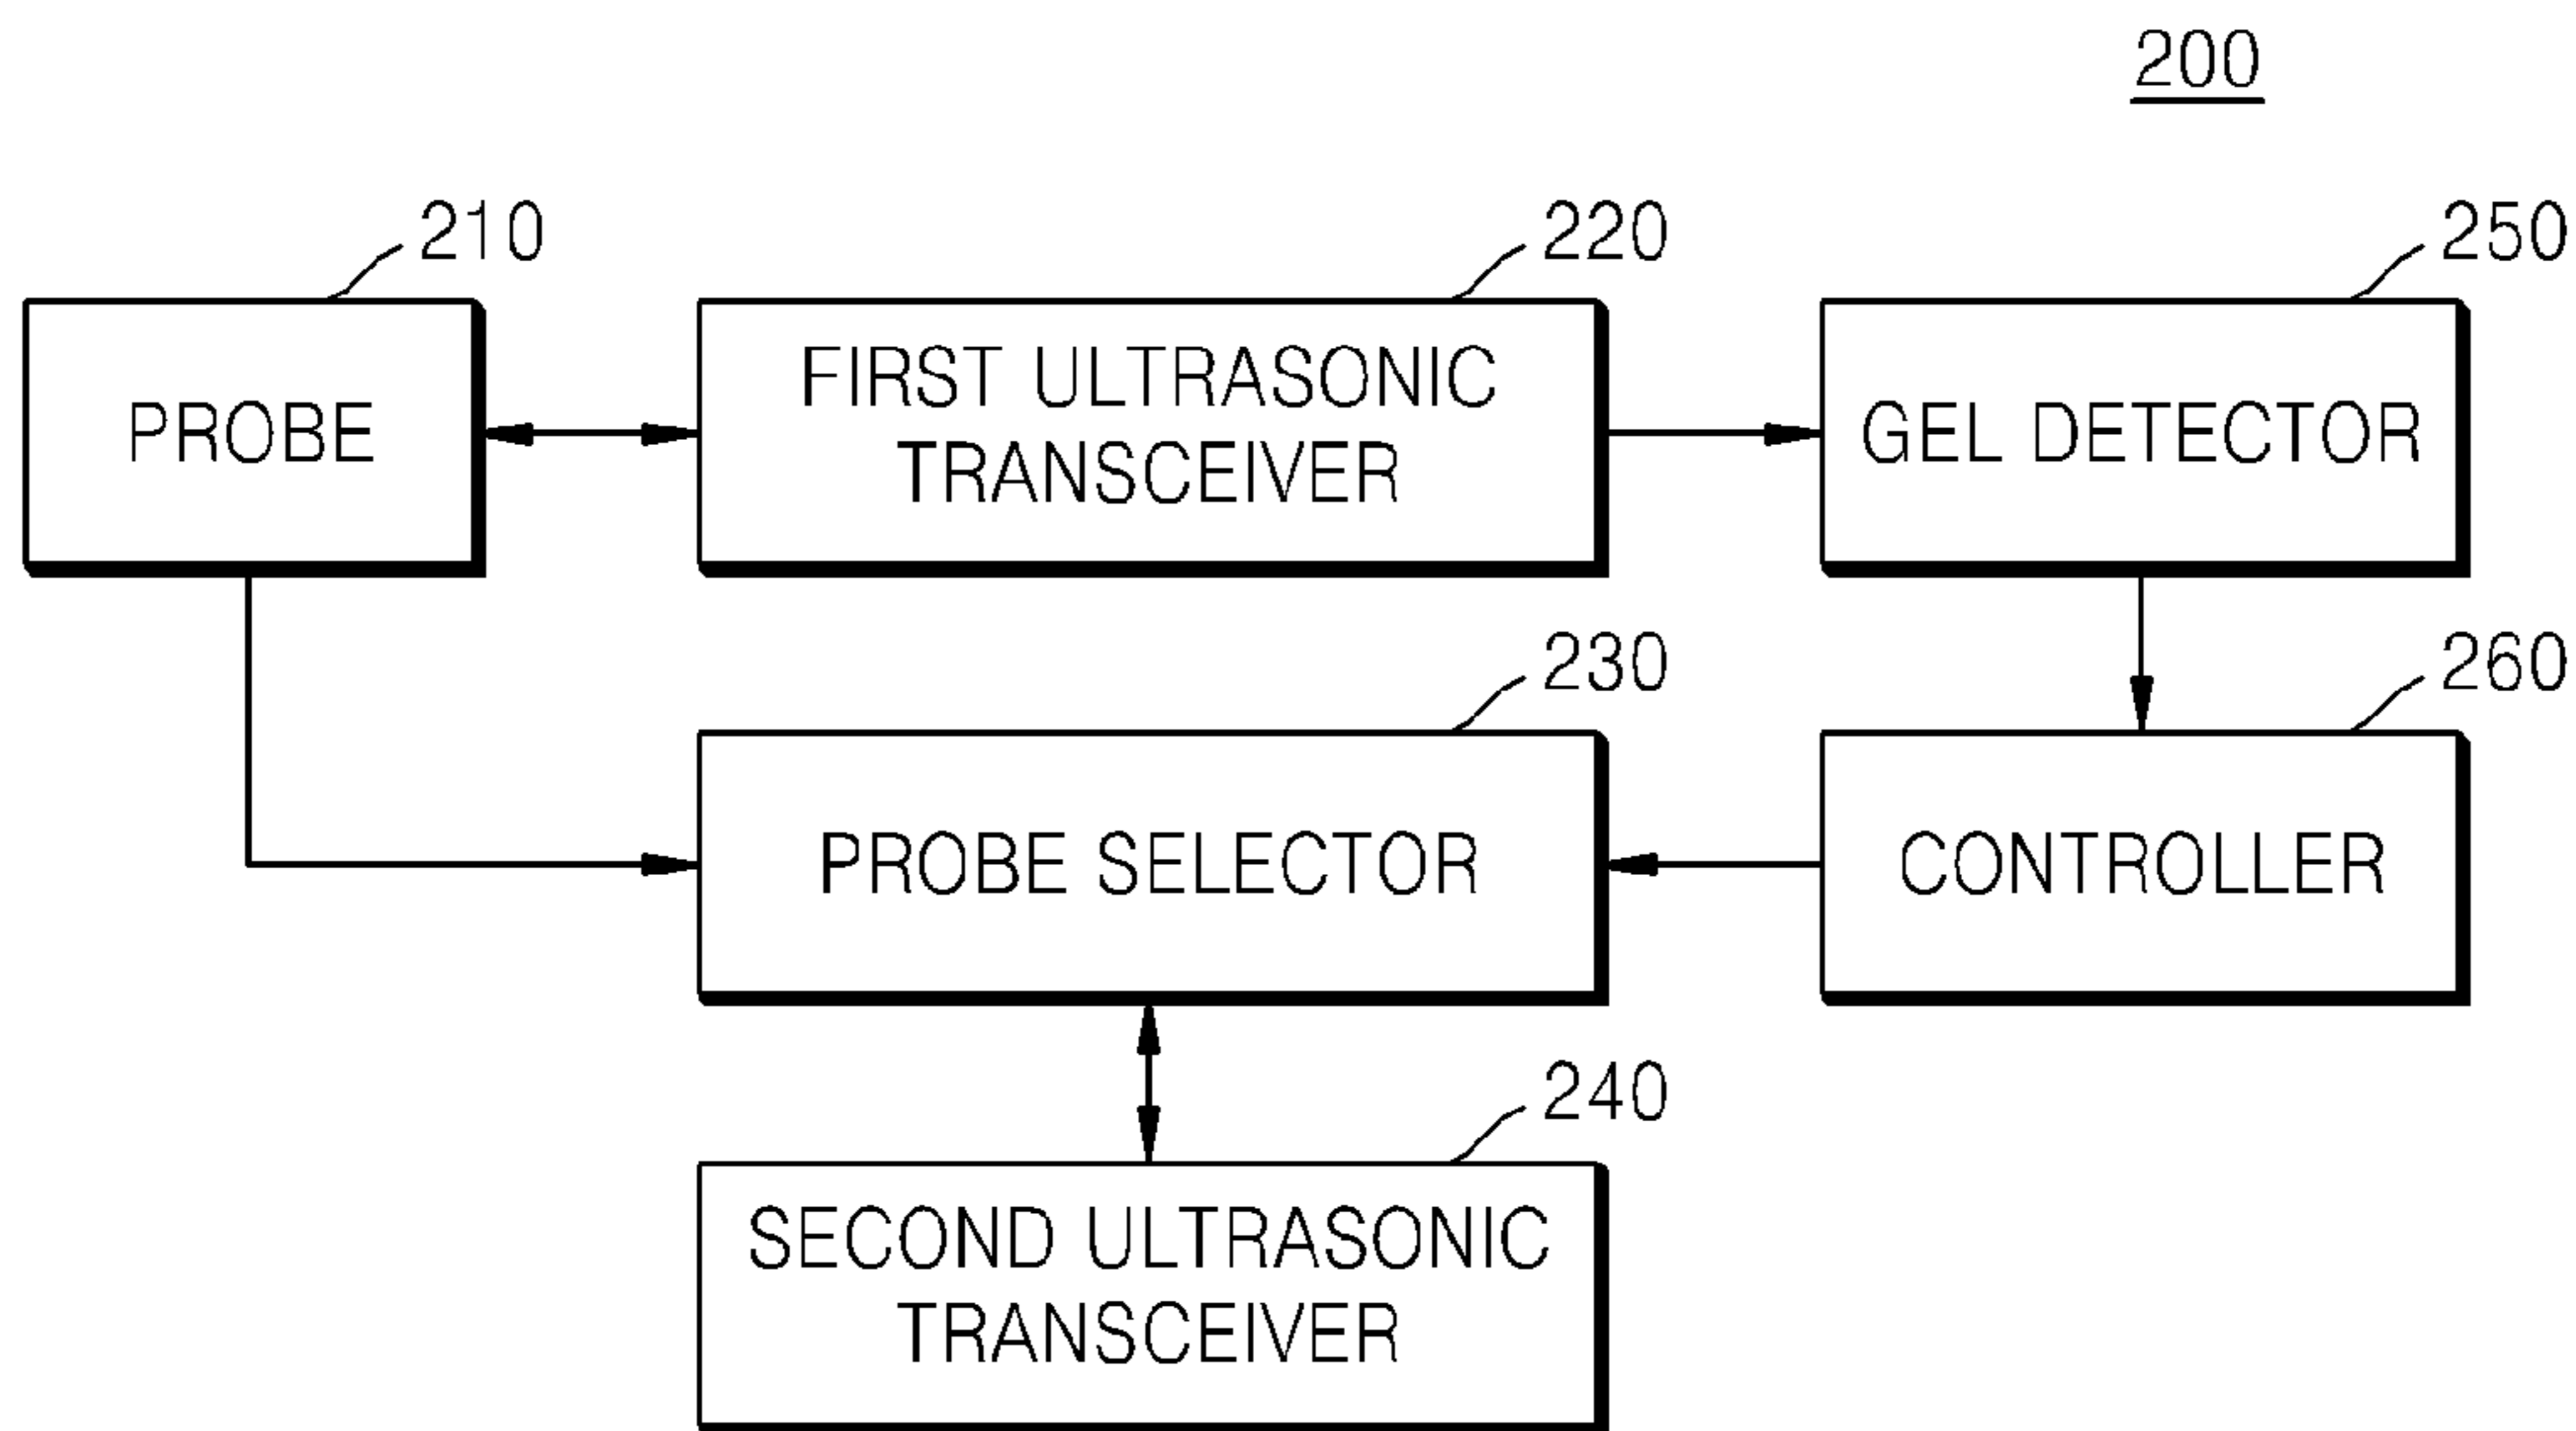 200
210
220
250
PROBE
FIRST ULTRASONIC
TRANSCEIVER
GEL DETECTOR
230
260
PROBE SELECTOR
CONTROLLER
240
SECOND ULTRASONIC
TRANSCEIVER